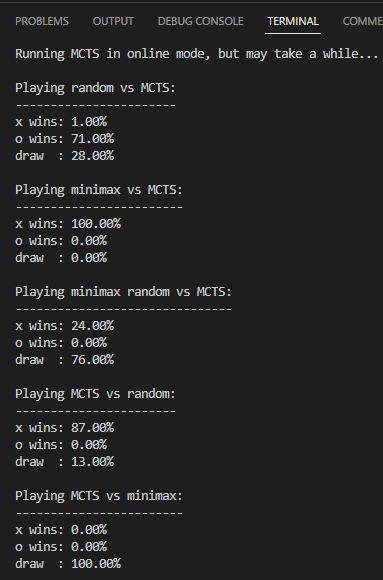 PROBLEMS OUTPUT DEBUG CONSOLE TERMINAL COMME
Running MCTS in online mode, but may take a while...
Playing random vs MCTS:
-----------------------
x wins: 1.00%
o wins: 71.00%
draw  : 28.00%
Playing minimax vs MCTS:
------------------------
x wins: 100.00%
o wins: 0.00%
draw  : 0.00%
Playing minimax random vs MCTS:
-------------------------------
x wins: 24.00%
o wins: 0.00%
draw  : 76.00%
Playing MCTS vs random:
-----------------------
x wins: 87.00%
o wins: 0.00%
draw  : 13.00%
Playing MCTS vs minimax:
------------------------
x wins: 0.00%
o wins: 0.00%
draw  : 100.00%